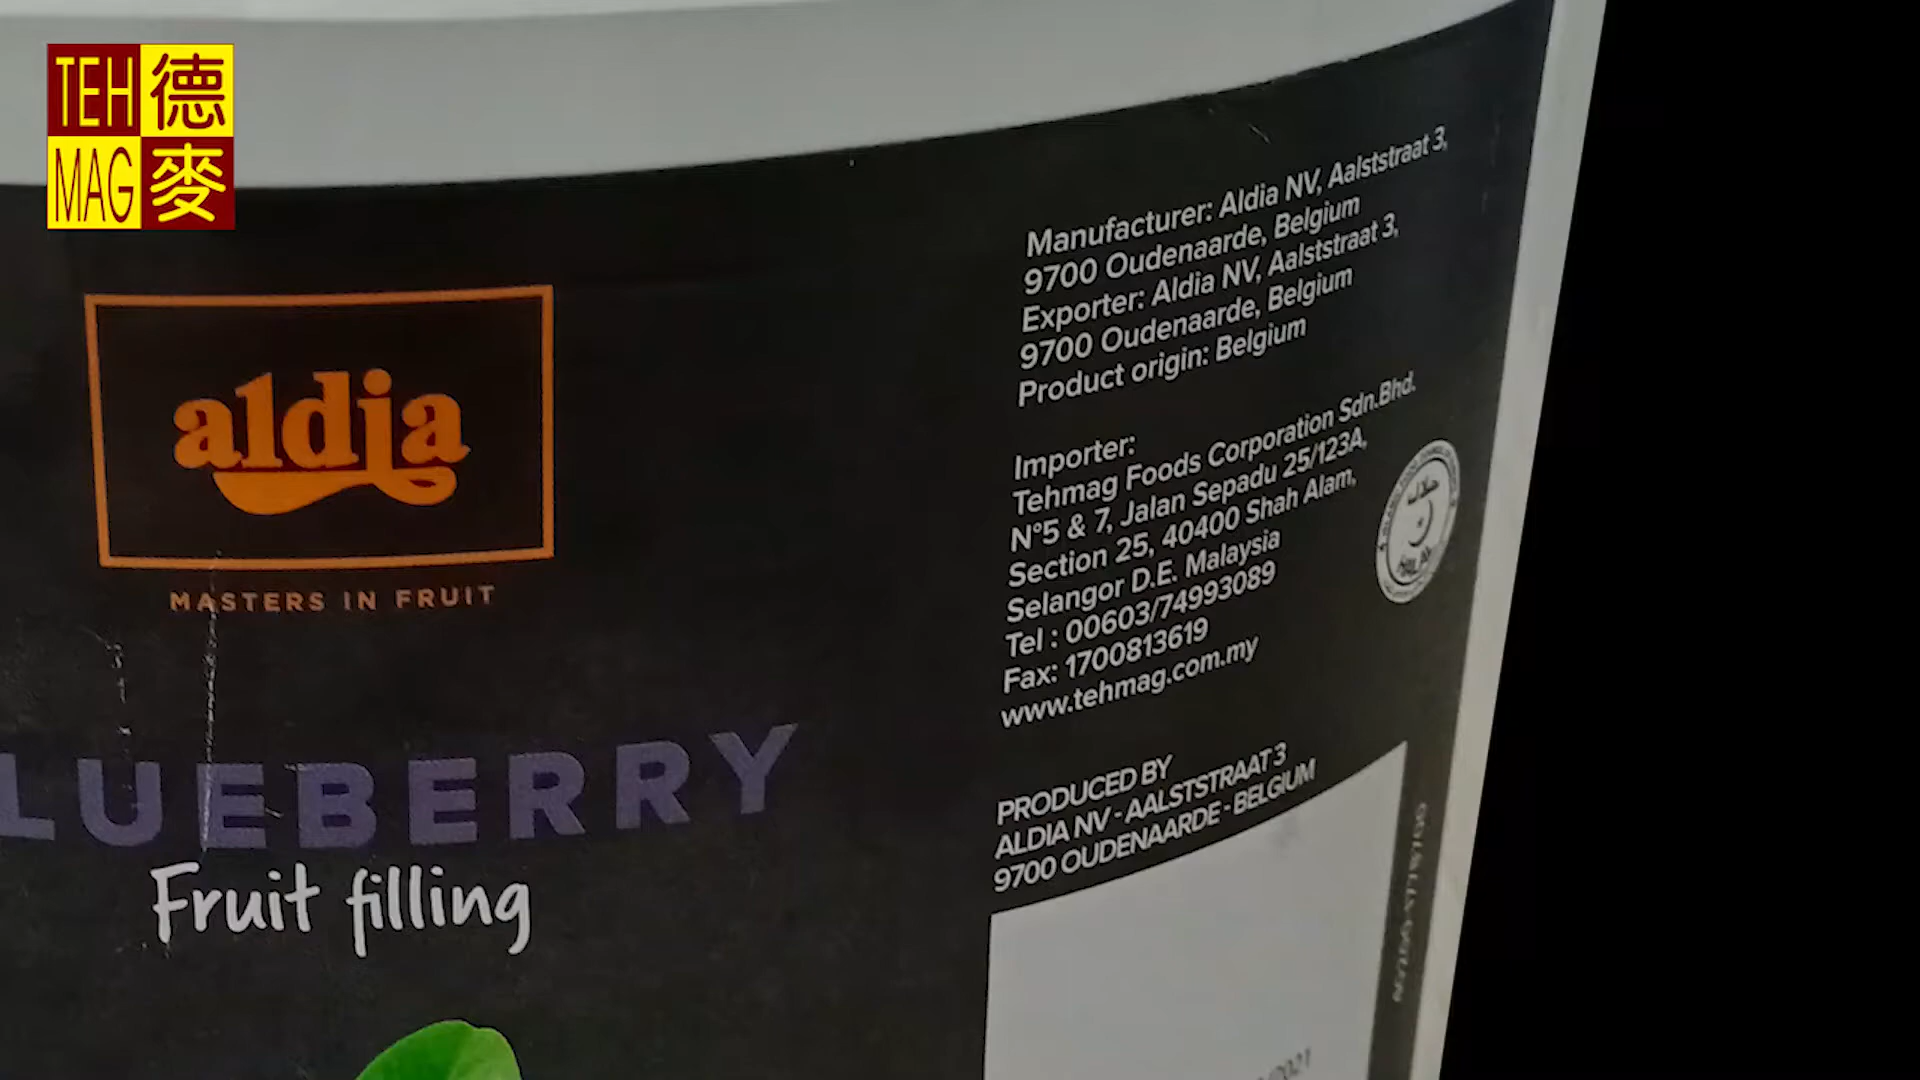 TEH 德
MAG 麥
aldia
MASTERS IN FRUIT
LUEBERRY
Fruit filling
Manufacturer: Aldia NV, Aalststraat 3,
9700 Oudenaarde, Belgium
Exporter: Aldia NV, Aalststraat 3,
9700 Oudenaarde, Belgium
Product origin: Belgium
Importer:
Tehmag Foods Corporation Sdn.Bhd.
N°5 & 7, Jalan Sepadu 25/123A,
Section 25, 40400 Shah Alam,
Selangor D.E. Malaysia
Tel : 00603/74993089
Fax: 1700813619
www.tehmag.com.my
PRODUCED BY
ALDIA NV - AALSTSTRAAT 3
9700 OUDENAARDE - BELGIUM
حلال
HALAL
/2021